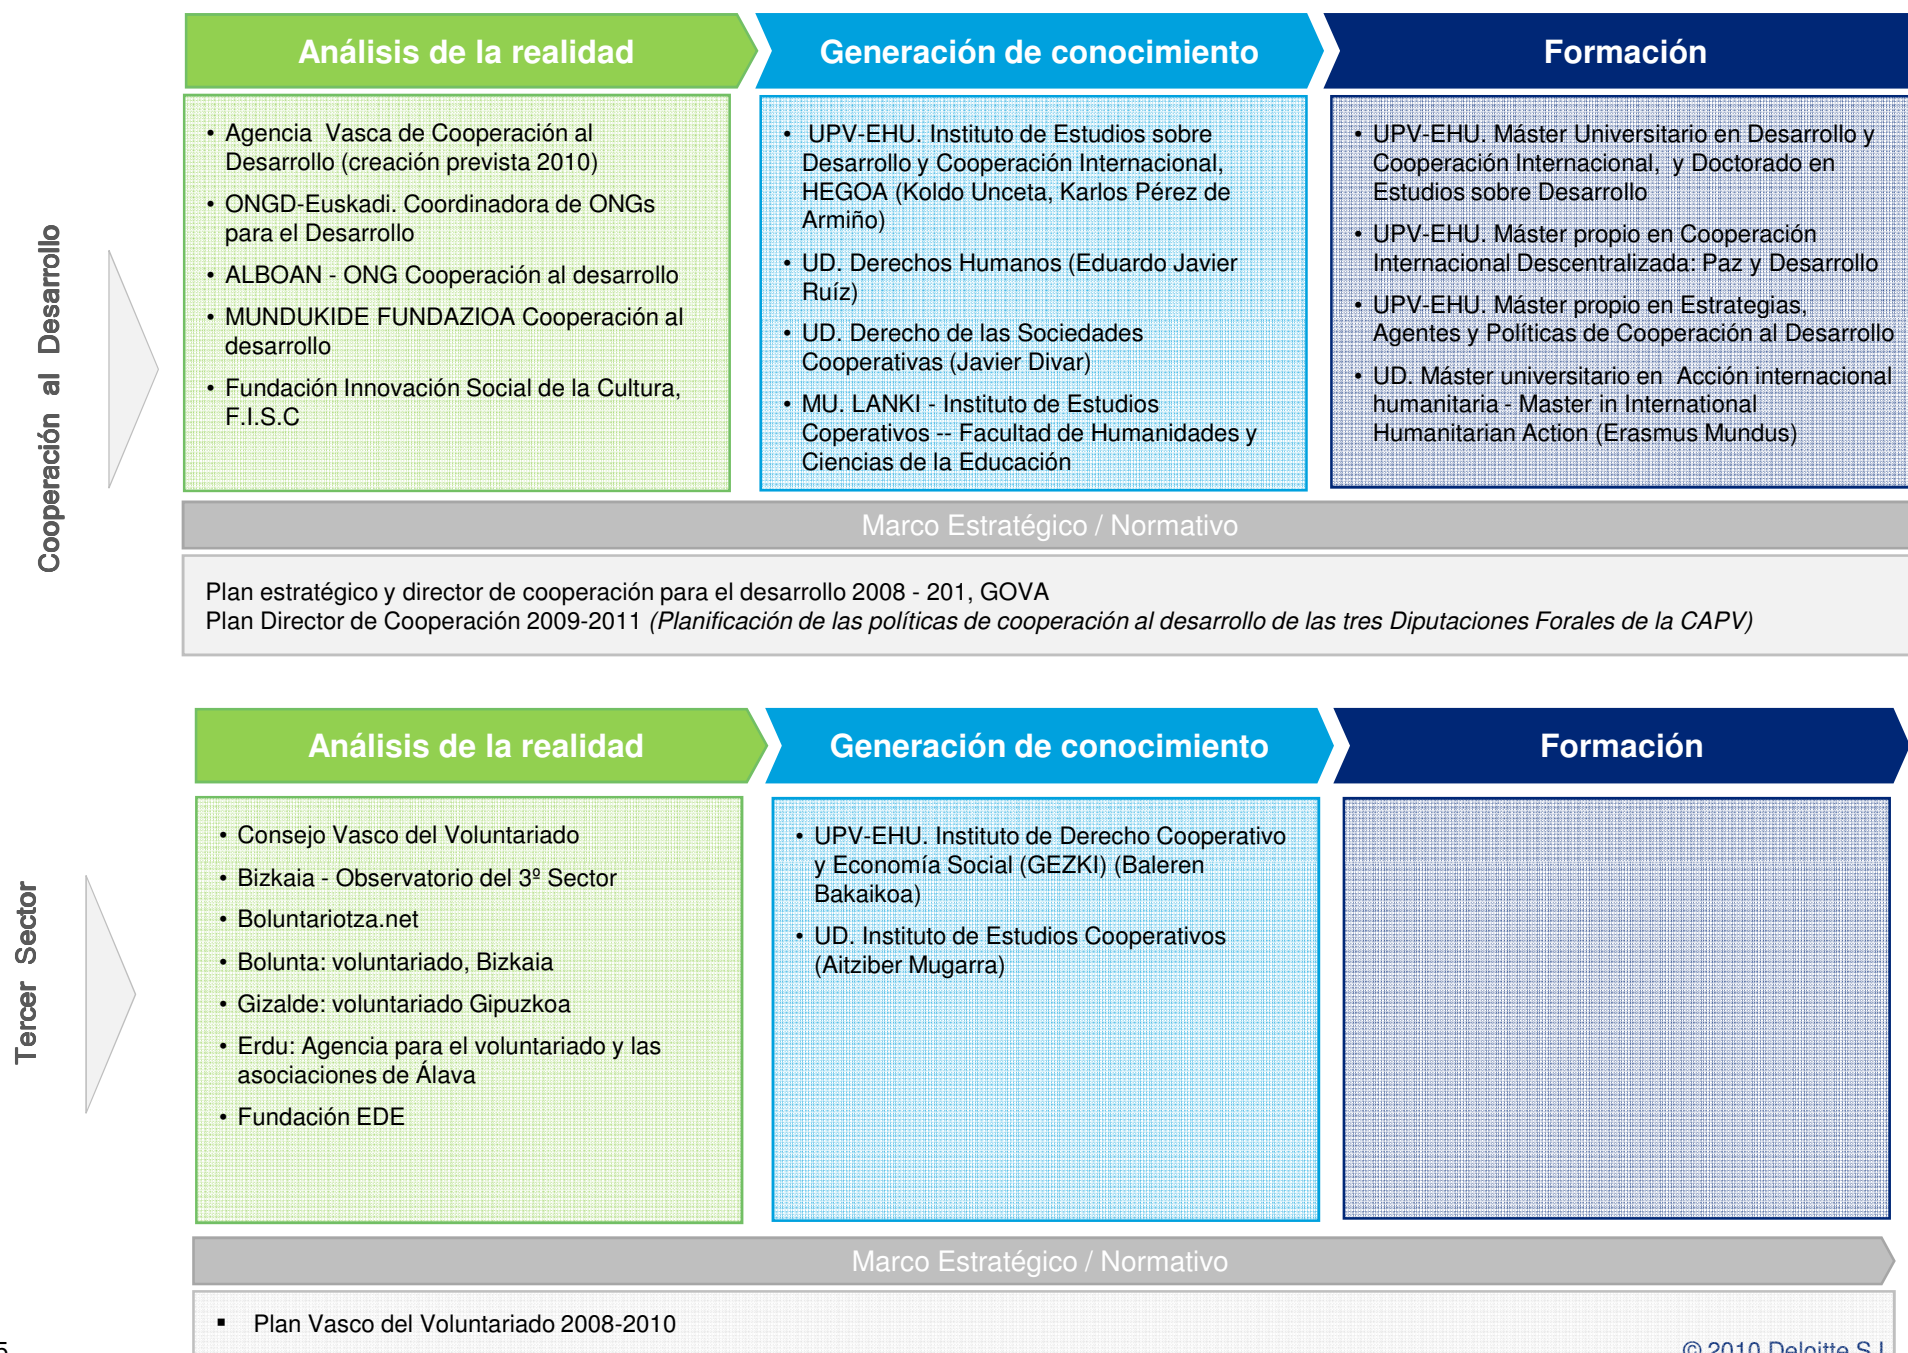 Cooperación al Desarrollo
Análisis de la realidad
• Agencia Vasca de Cooperación al
Desarrollo (creación prevista 2010)
• ONGD-Euskadi. Coordinadora de ONGs
para el Desarrollo
• ALBOAN - ONG Cooperación al desarrollo
• MUNDUKIDE FUNDAZIOA Cooperación al
desarrollo
• Fundación Innovación Social de la Cultura,
F.I.S.C
Generación de conocimiento
• UPV-EHU. Instituto de Estudios sobre
Desarrollo y Cooperación Internacional,
HEGOA (Koldo Unceta, Karlos Pérez de
Armiño)
• UD. Derechos Humanos (Eduardo Javier
Ruíz)
• UD. Derecho de las Sociedades
Cooperativas (Javier Divar)
• MU. LANKI - Instituto de Estudios
Coperativos -- Facultad de Humanidades y
Ciencias de la Educación
Formación
• UPV-EHU. Máster Universitario en Desarrollo y
Cooperación Internacional, y Doctorado en
Estudios sobre Desarrollo
• UPV-EHU. Máster propio en Cooperación
Internacional Descentralizada: Paz y Desarrollo
• UPV-EHU. Máster propio en Estrategias,
Agentes y Políticas de Cooperación al Desarrollo
• UD. Máster universitario en Acción internacional
humanitaria - Master in International
Humanitarian Action (Erasmus Mundus)
Marco Estratégico / Normativo
Plan estratégico y director de cooperación para el desarrollo 2008 - 201, GOVA
Plan Director de Cooperación 2009-2011 (Planificación de las políticas de cooperación al desarrollo de las tres Diputaciones Forales de la CAPV)
Tercer Sector
Análisis de la realidad
• Consejo Vasco del Voluntariado
• Bizkaia - Observatorio del 3º Sector
• Boluntariotza.net
• Bolunta: voluntariado, Bizkaia
• Gizalde: voluntariado Gipuzkoa
• Erdu: Agencia para el voluntariado y las
asociaciones de Álava
• Fundación EDE
Generación de conocimiento
• UPV-EHU. Instituto de Derecho Cooperativo
y Economía Social (GEZKI) (Baleren
Bakaikoa)
• UD. Instituto de Estudios Cooperativos
(Aitziber Mugarra)
Formación
Marco Estratégico / Normativo
▪ Plan Vasco del Voluntariado 2008-2010
© 2010 Deloitte S.L